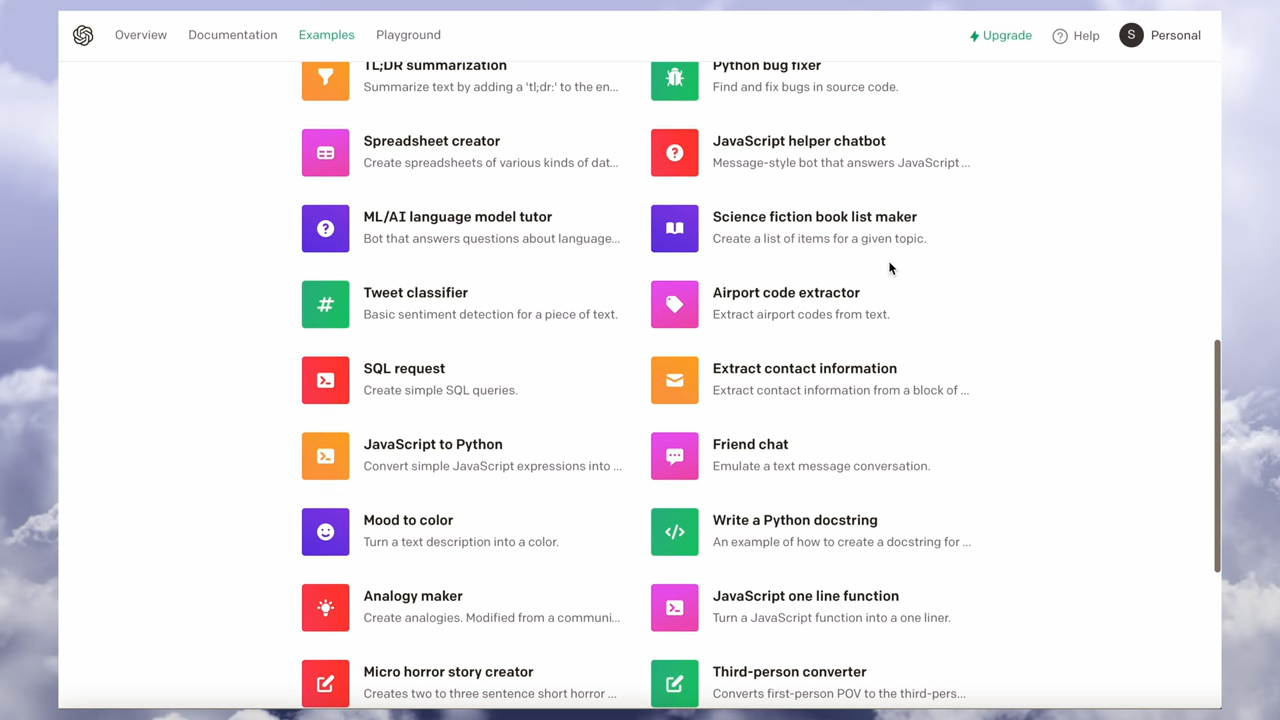 Overview Documentation Examples Playground Upgrade Help S Personal
TL;DR summarization
Summarize text by adding a 'tl;dr:' to the en...
Python bug fixer
Find and fix bugs in source code.
Spreadsheet creator
Create spreadsheets of various kinds of dat...
JavaScript helper chatbot
Message-style bot that answers JavaScript ...
ML/AI language model tutor
Bot that answers questions about language...
Science fiction book list maker
Create a list of items for a given topic.
Tweet classifier
Basic sentiment detection for a piece of text.
Airport code extractor
Extract airport codes from text.
SQL request
Create simple SQL queries.
Extract contact information
Extract contact information from a block of ...
JavaScript to Python
Convert simple JavaScript expressions into ...
Friend chat
Emulate a text message conversation.
Mood to color
Turn a text description into a color.
Write a Python docstring
An example of how to create a docstring for ...
Analogy maker
Create analogies. Modified from a communi...
JavaScript one line function
Turn a JavaScript function into a one liner.
Micro horror story creator
Creates two to three sentence short horror ...
Third-person converter
Converts first-person POV to the third-pers...